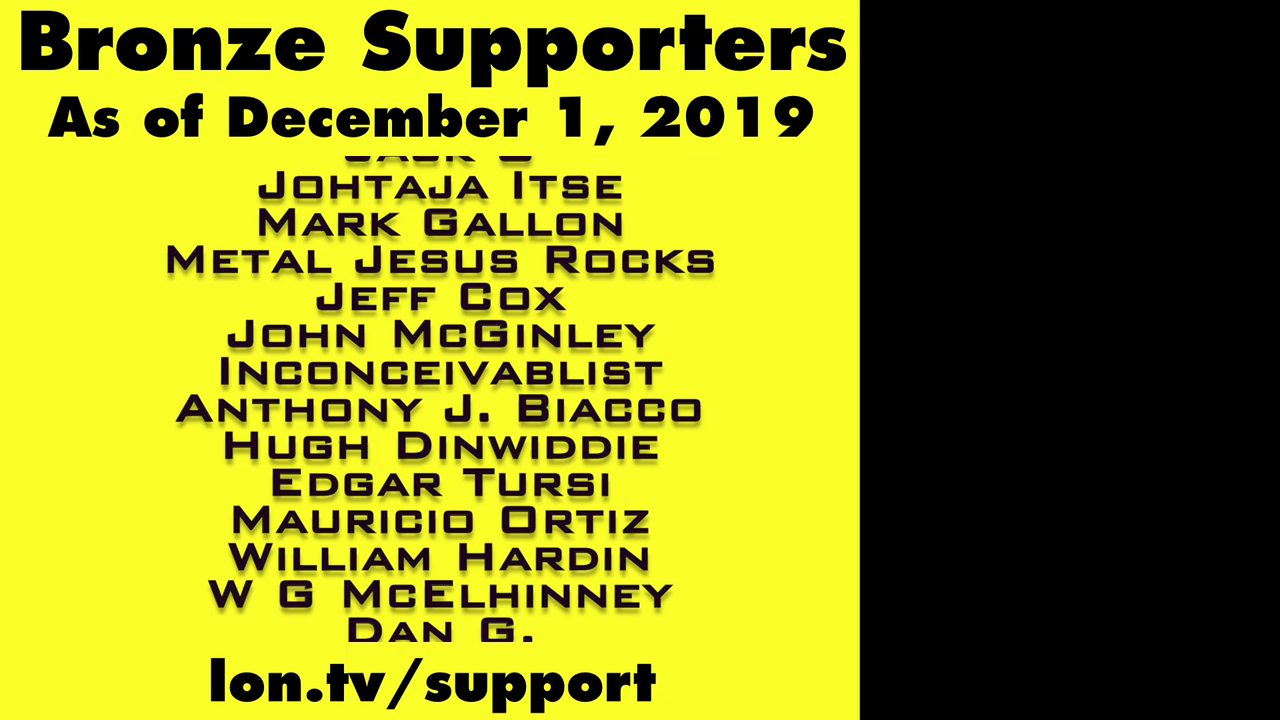 Bronze Supporters
As of December 1, 2019
Johtaja Itse
Mark Gallon
Metal Jesus Rocks
Jeff Cox
John McGinley
Inconceivablist
Anthony J. Biacco
Hugh Dinwiddie
Edgar Tursi
Mauricio Ortiz
William Hardin
W G McElhinney
Dan G.
lon.tv/support